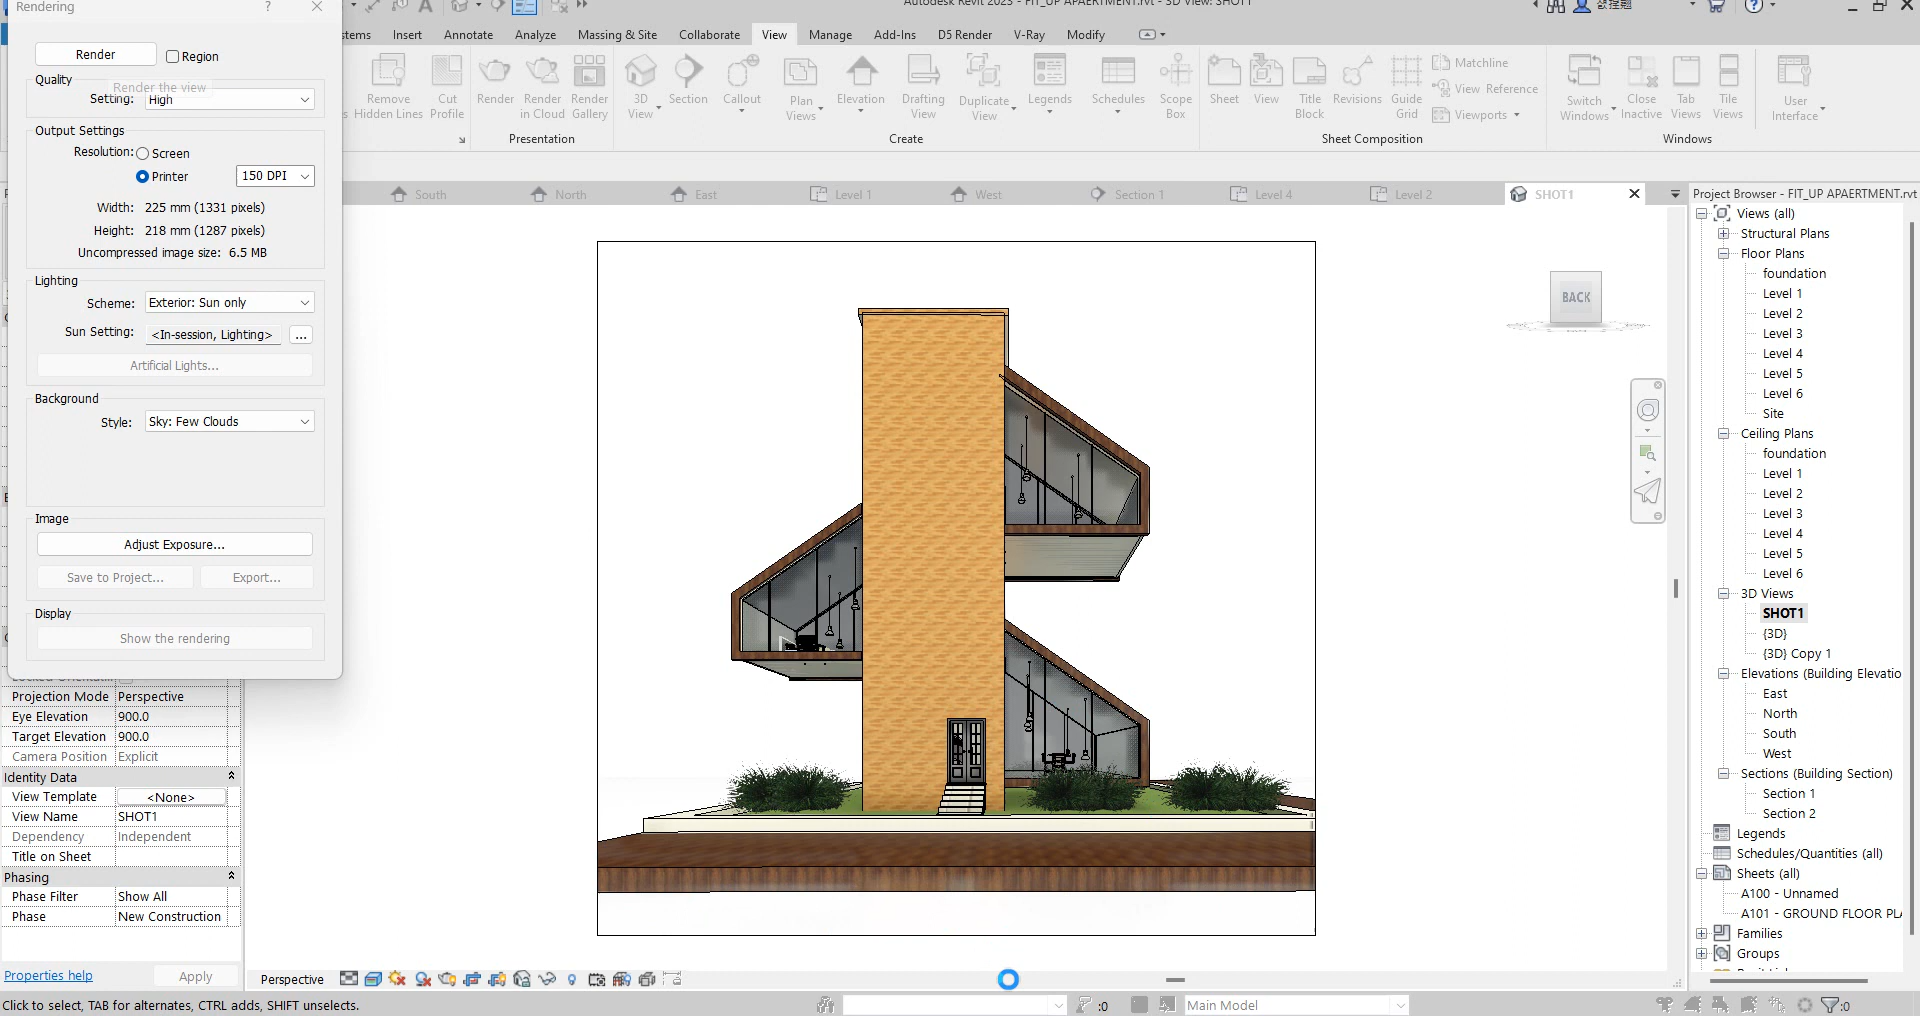 Rendering
?
Autodesk Revit 2023 - FIT_UP APAERTMENT.rvt - 3D View: SHOT1
Insert
Annotate
Analyze
Massing & Site
Collaborate
View
Manage
Add-Ins
D5 Render
V-Ray
Modify
Render
Region
Render the view
Quality
Setting:
High
Output Settings
Resolution:
Screen
Printer
150 DPI
Width: 225 mm (1331 pixels)
Height: 218 mm (1287 pixels)
Uncompressed image size: 6.5 MB
Lighting
Scheme:
Exterior: Sun only
Sun Setting:
<In-session, Lighting>
...
Artificial Lights...
Background
Style:
Sky: Few Clouds
Image
Adjust Exposure...
Save to Project...
Export...
Display
Show the rendering
Remove Hidden Lines
Cut Profile
Render
Render in Cloud
Render Gallery
Presentation
3D View
Section
Callout
Plan Views
Elevation
Drafting View
Duplicate View
Legends
Schedules
Scope Box
Create
Sheet
View
Title Block
Revisions
Guide Grid
Matchline
View Reference
Viewports
Sheet Composition
Switch Windows
Close Inactive
Tab Views
Tile Views
User Interface
Windows
South
North
East
Level 1
West
Section 1
Level 4
Level 2
SHOT1
BACK
Project Browser - FIT_UP APAERTMENT.rvt
Views (all)
Structural Plans
Floor Plans
foundation
Level 1
Level 2
Level 3
Level 4
Level 5
Level 6
Site
Ceiling Plans
foundation
Level 1
Level 2
Level 3
Level 4
Level 5
Level 6
3D Views
SHOT1
{3D}
{3D} Copy 1
Elevations (Building Elevatio
East
North
South
West
Sections (Building Section)
Section 1
Section 2
Legends
Schedules/Quantities (all)
Sheets (all)
A100 - Unnamed
A101 - GROUND FLOOR PLA
Families
Groups
Projection Mode Perspective
Eye Elevation 900.0
Target Elevation 900.0
Camera Position Explicit
Identity Data
View Template <None>
View Name SHOT1
Dependency Independent
Title on Sheet
Phasing
Phase Filter Show All
Phase New Construction
Properties help
Apply
Perspective
Click to select, TAB for alternates, CTRL adds, SHIFT unselects.
:0
Main Model
:0